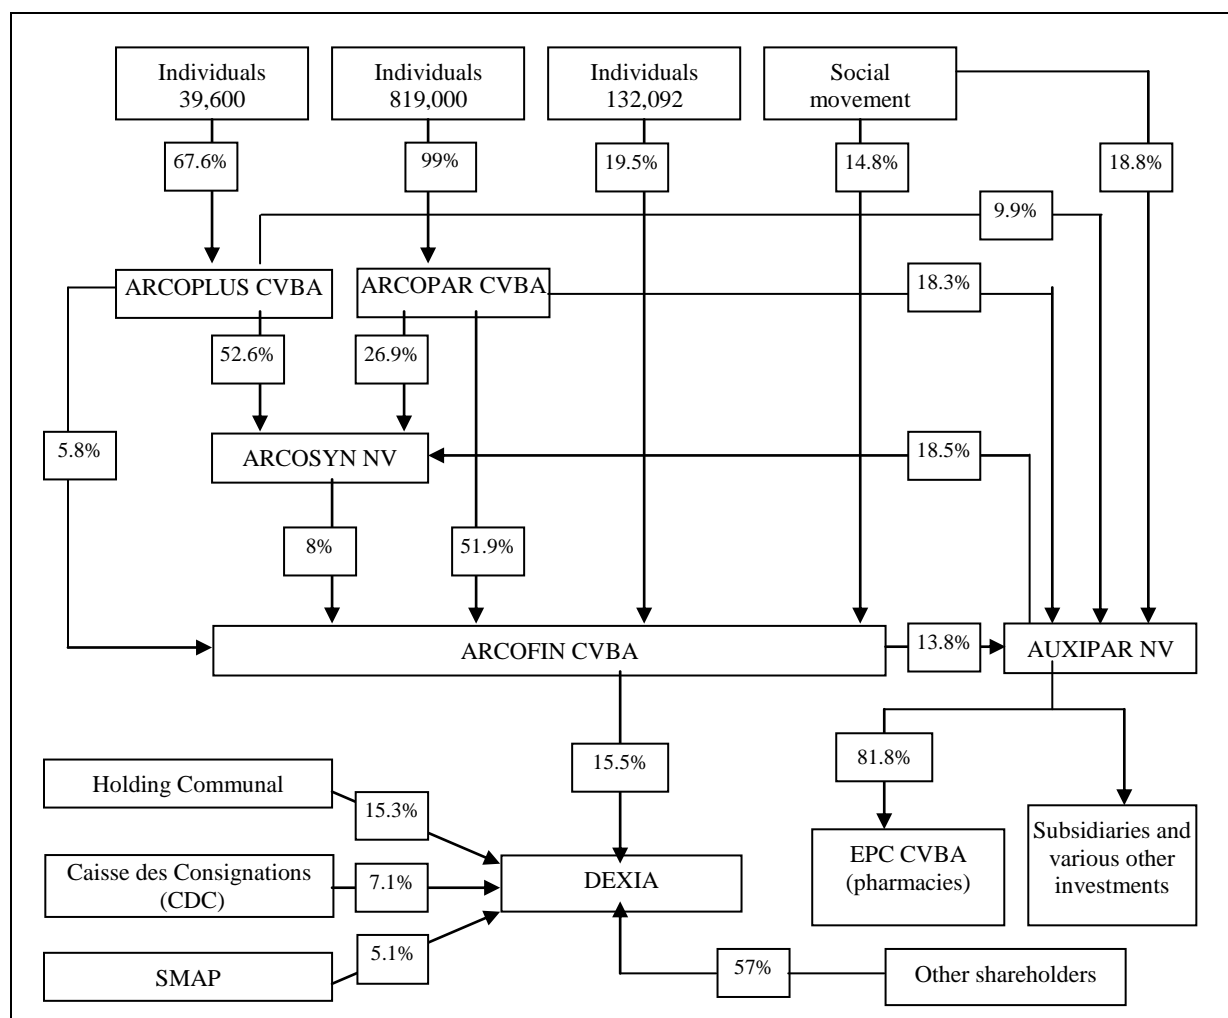 Individuals
39,600
Individuals
819,000
Individuals
132,092
Social
movement
67.6%
99%
19.5%
14.8%
18.8%
9.9%
ARCOPLUS CVBA
ARCOPAR CVBA
18.3%
52.6%
26.9%
5.8%
ARCOSYN NV
18.5%
8%
51.9%
ARCOFIN CVBA
13.8%
AUXIPAR NV
15.5%
81.8%
Holding Communal
15.3%
Caisse des Consignations
(CDC)
7.1%
DEXIA
EPC CVBA
(pharmacies)
Subsidiaries and
various other
investments
SMAP
5.1%
57%
Other shareholders